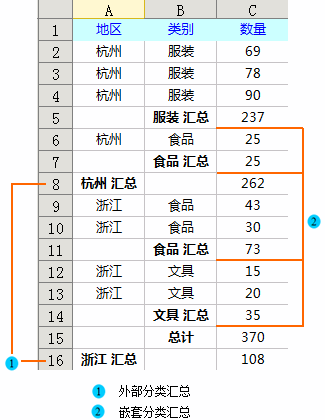 A B C
1 地区 类别 数量
2 杭州 服装 69
3 杭州 服装 78
4 杭州 服装 90
5 服装 汇总 237
6 杭州 食品 25
7 食品 汇总 25
8 杭州 汇总 262
9 浙江 食品 43
10 浙江 食品 30
11 食品 汇总 73
12 浙江 文具 15
13 浙江 文具 20
14 文具 汇总 35
15 总计 370
16 浙江 汇总 108
2
1
1 外部分类汇总
2 嵌套分类汇总